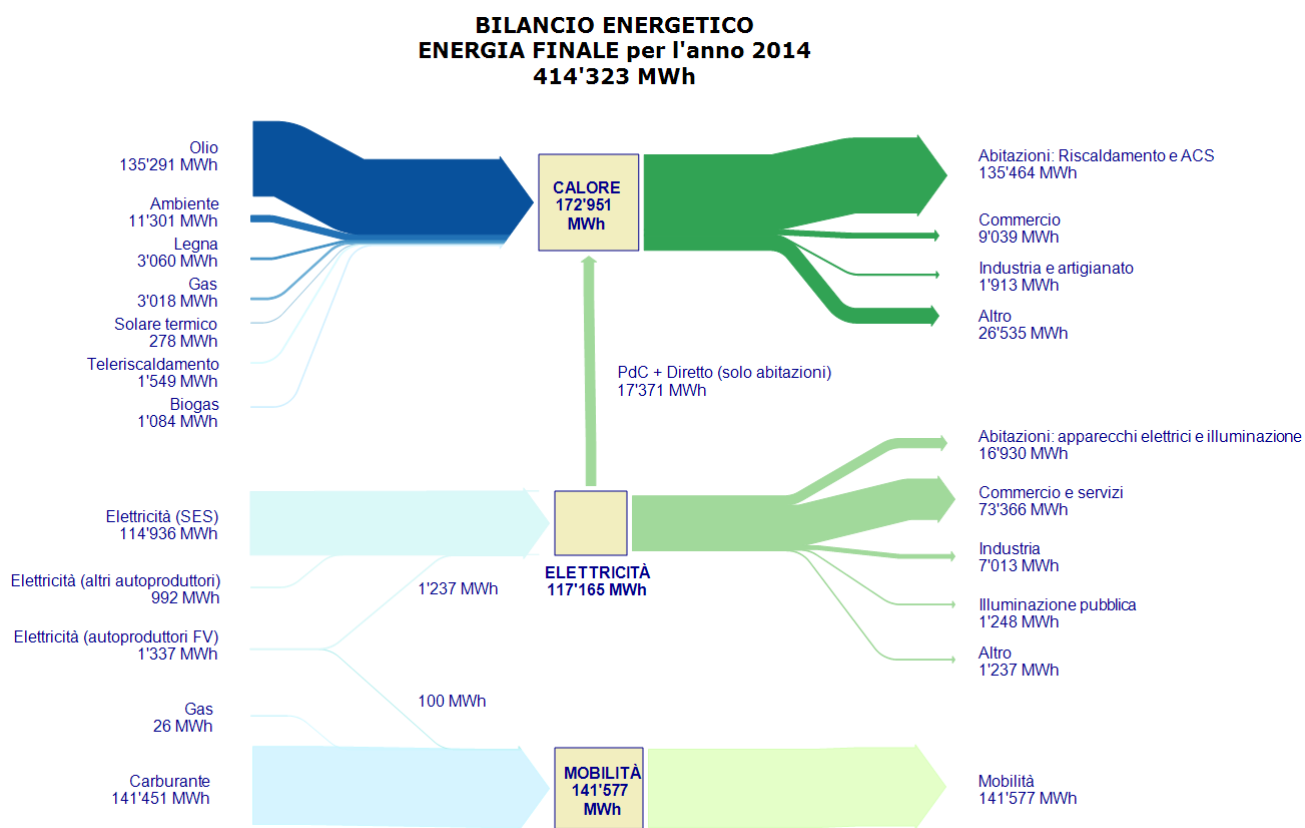 BILANCIO ENERGETICO
ENERGIA FINALE per l'anno 2014
414'323 MWh
Olio
135'291 MWh
Ambiente
11'301 MWh
Legna
3'060 MWh
Gas
3'018 MWh
Solare termico
278 MWh
Teleriscaldamento
1'549 MWh
Biogas
1'084 MWh
CALORE
172'951
MWh
Abitazioni: Riscaldamento e ACS
135'464 MWh
Commercio
9'039 MWh
Industria e artigianato
1'913 MWh
Altro
26'535 MWh
PdC + Diretto (solo abitazioni)
17'371 MWh
Elettricità (SES)
114'936 MWh
Elettricità (altri autoproduttori)
992 MWh
Elettricità (autoproduttori FV)
1'337 MWh
1'237 MWh
100 MWh
ELETTRICITÀ
117'165 MWh
Abitazioni: apparecchi elettrici e illuminazione
16'930 MWh
Commercio e servizi
73'366 MWh
Industria
7'013 MWh
Illuminazione pubblica
1'248 MWh
Altro
1'237 MWh
Gas
26 MWh
Carburante
141'451 MWh
MOBILITÀ
141'577
MWh
Mobilità
141'577 MWh